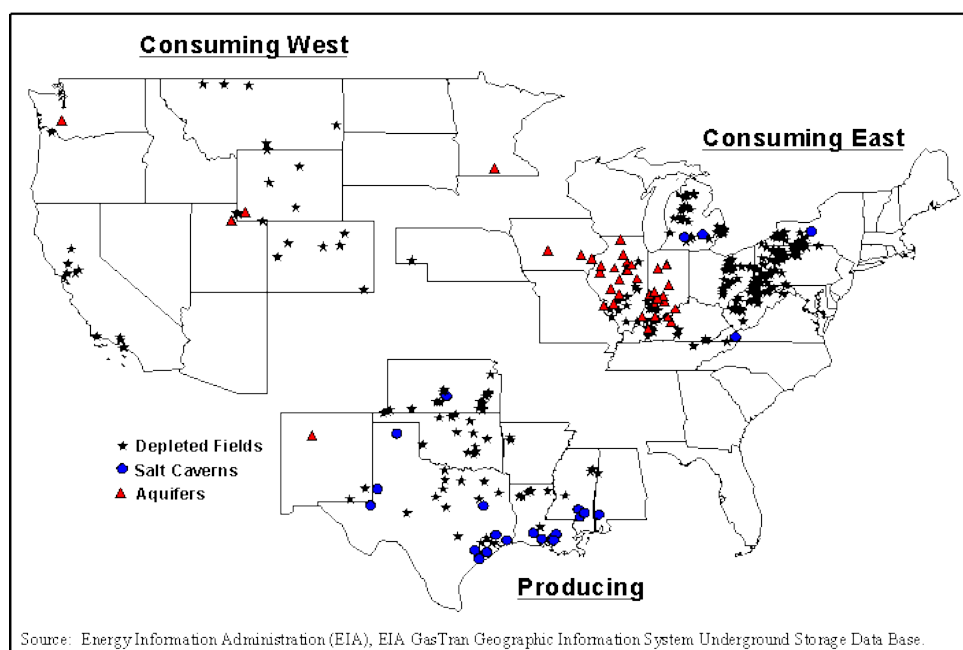 Consuming West
Consuming East
Depleted Fields
Salt Caverns
Aquifers
Producing
Source: Energy Information Administration (EIA), EIA GasTran Geographic Information System Underground Storage Data Base.